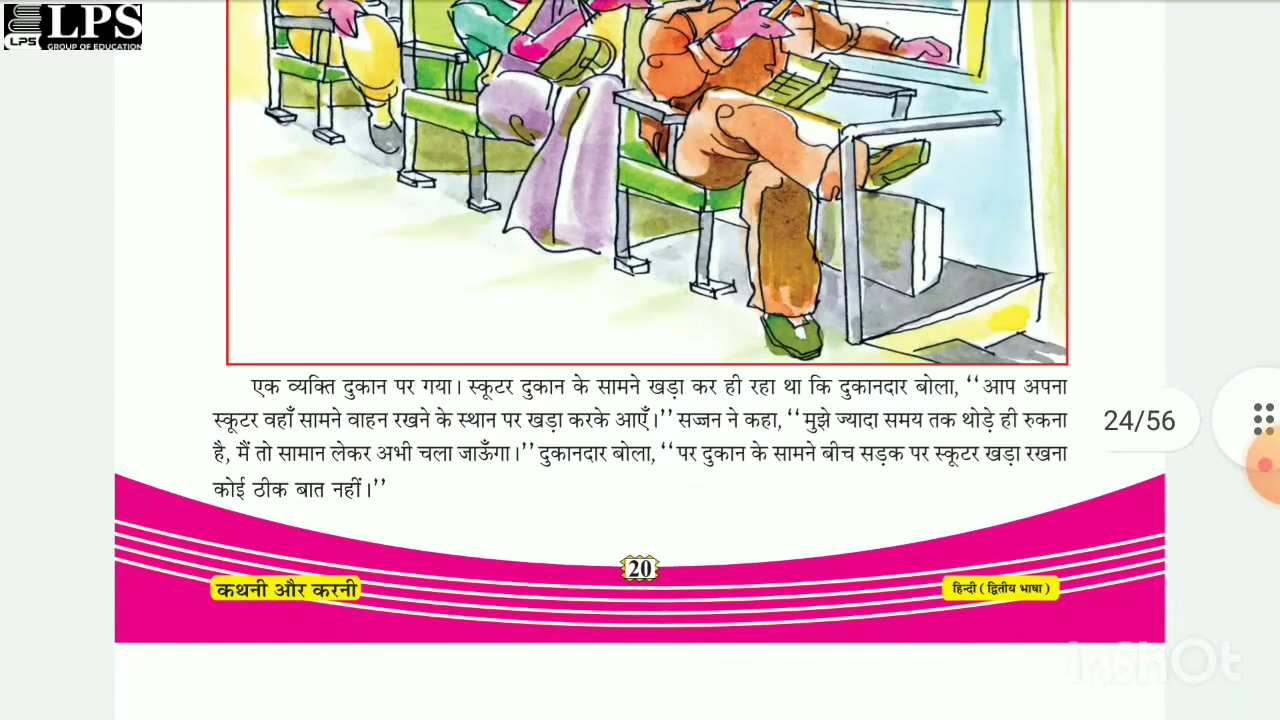 LPS
LPS
GROUP OF EDUCATION
एक व्यक्ति दुकान पर गया। स्कूटर दुकान के सामने खड़ा कर ही रहा था कि दुकानदार बोला, ‘‘आप अपना
स्कूटर वहाँ सामने वाहन रखने के स्थान पर खड़ा करके आएँ।’’ सज्जन ने कहा, ‘‘मुझे ज्यादा समय तक थोड़े ही रुकना
है, मैं तो सामान लेकर अभी चला जाऊँगा।’’ दुकानदार बोला, ‘‘पर दुकान के सामने बीच सड़क पर स्कूटर खड़ा रखना
कोई ठीक बात नहीं।’’
24/56
20
कथनी और करनी
हिन्दी ( द्वितीय भाषा )
InShOt